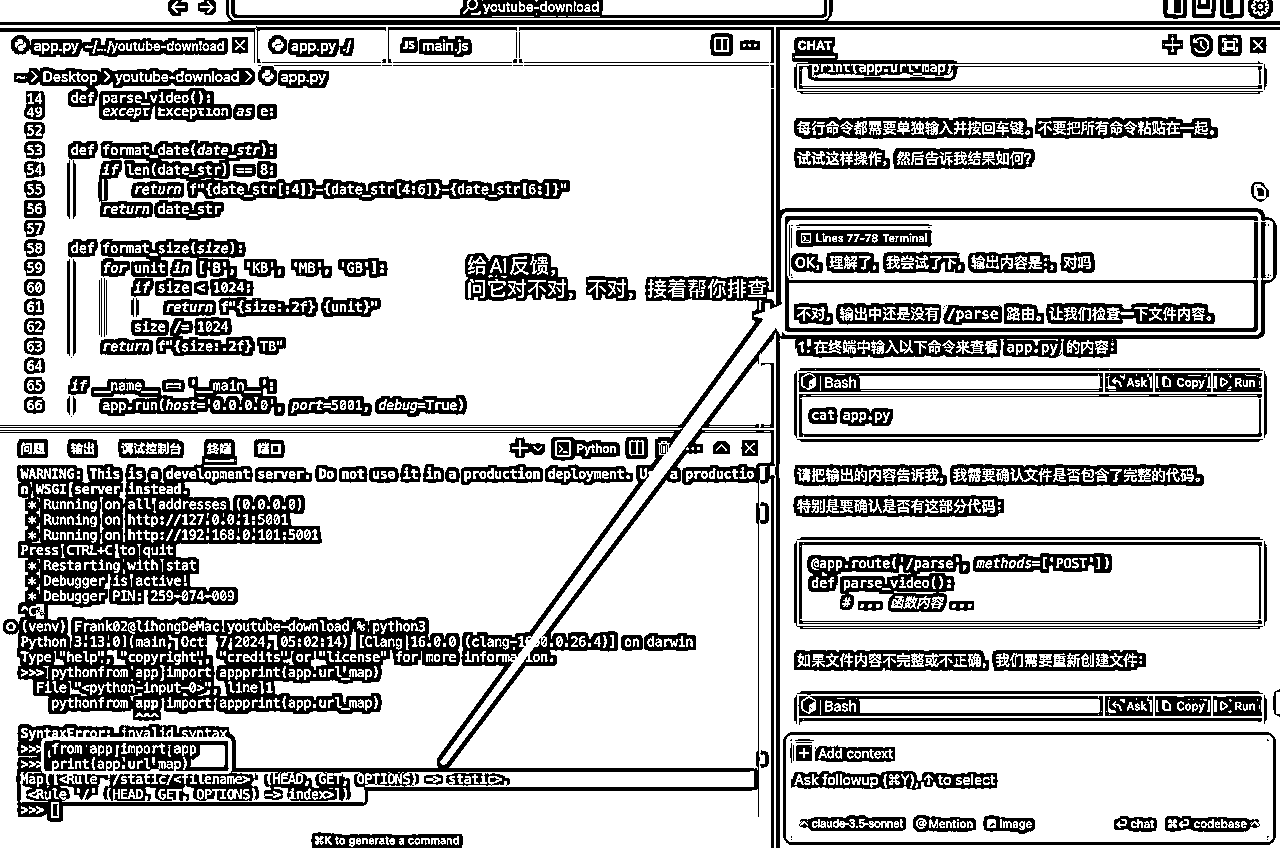 youtube-download
app.py ~/../youtube-download
app.py ./
JS main.js
~ > Desktop > youtube-download > app.py
14 def parse_video():
49 except Exception as e:
52
53 def format_date(date_str):
54 if len(date_str) == 8:
55 return f"{date_str[:4]}-{date_str[4:6]}-{date_str[6:]}"
56 return date_str
57
58 def format_size(size):
59 for unit in ['B', 'KB', 'MB', 'GB']:
60 if size < 1024:
61 return f"{size:.2f} {unit}"
62 size /= 1024
63 return f"{size:.2f} TB"
64
65 if __name__ == '__main__':
66 app.run(host='0.0.0.0', port=5001, debug=True)
给AI反馈,
问它对不对，不对，接着帮你排查
问题 输出 调试控制台 终端 端口
Python
WARNING: This is a development server. Do not use it in a production deployment. Use a productio
n WSGI server instead.
* Running on all addresses (0.0.0.0)
* Running on http://127.0.0.1:5001
* Running on http://192.168.0.101:5001
Press CTRL+C to quit
* Restarting with stat
* Debugger is active!
* Debugger PIN: 259-074-009
^C%
(venv) Frank02@lihongDeMac youtube-download % python3
Python 3.13.0 (main, Oct 7 2024, 05:02:14) [Clang 16.0.0 (clang-1600.0.26.4)] on darwin
Type "help", "copyright", "credits" or "license" for more information.
>>> pythonfrom app import appprint(app.url_map)
File "<python-input-0>", line 1
pythonfrom app import appprint(app.url_map)
^^^
SyntaxError: invalid syntax
>>> from app import app
>>> print(app.url_map)
Map([<Rule '/static/<filename>' (HEAD, GET, OPTIONS) -> static>,
<Rule '/' (HEAD, GET, OPTIONS) -> index>])
>>>
⌘K to generate a command
CHAT
print(app.url_map)
每行命令都需要单独输入并按回车键，不要把所有命令粘贴在一起。
试试这样操作，然后告诉我结果如何?
Lines 77-78 Terminal
OK，理解了，我尝试了下，输出内容是:，对吗
不对，输出中还是没有 /parse 路由。让我们检查一下文件内容。
1. 在终端中输入以下命令来查看 app.py 的内容:
Bash Ask Copy Run
cat app.py
请把输出的内容告诉我，我需要确认文件是否包含了完整的代码。
特别是要确认是否有这部分代码:
@app.route('/parse', methods=['POST'])
def parse_video():
# ... 函数内容 ...
如果文件内容不完整或不正确，我们需要重新创建文件:
Bash Ask Copy Run
Add context
Ask followup (⌘Y), ↑ to select
claude-3.5-sonnet @Mention Image chat ⌘⏎ codebase